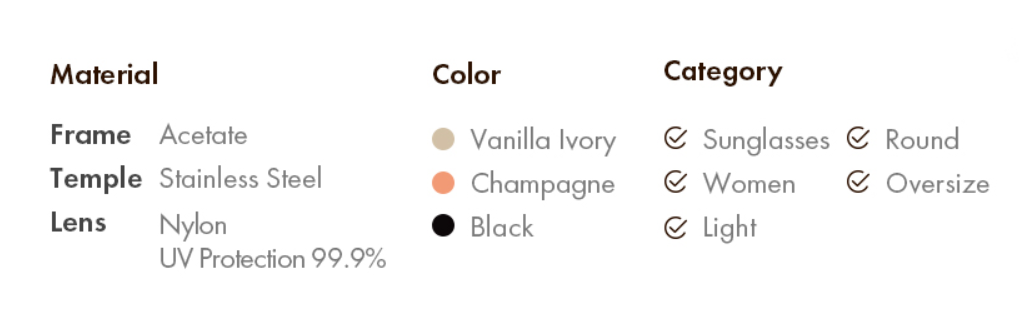 Material
Frame Acetate
Temple Stainless Steel
Lens Nylon
UV Protection 99.9%
Color
Vanilla Ivory
Champagne
Black
Category
Sunglasses Round
Women Oversize
Light